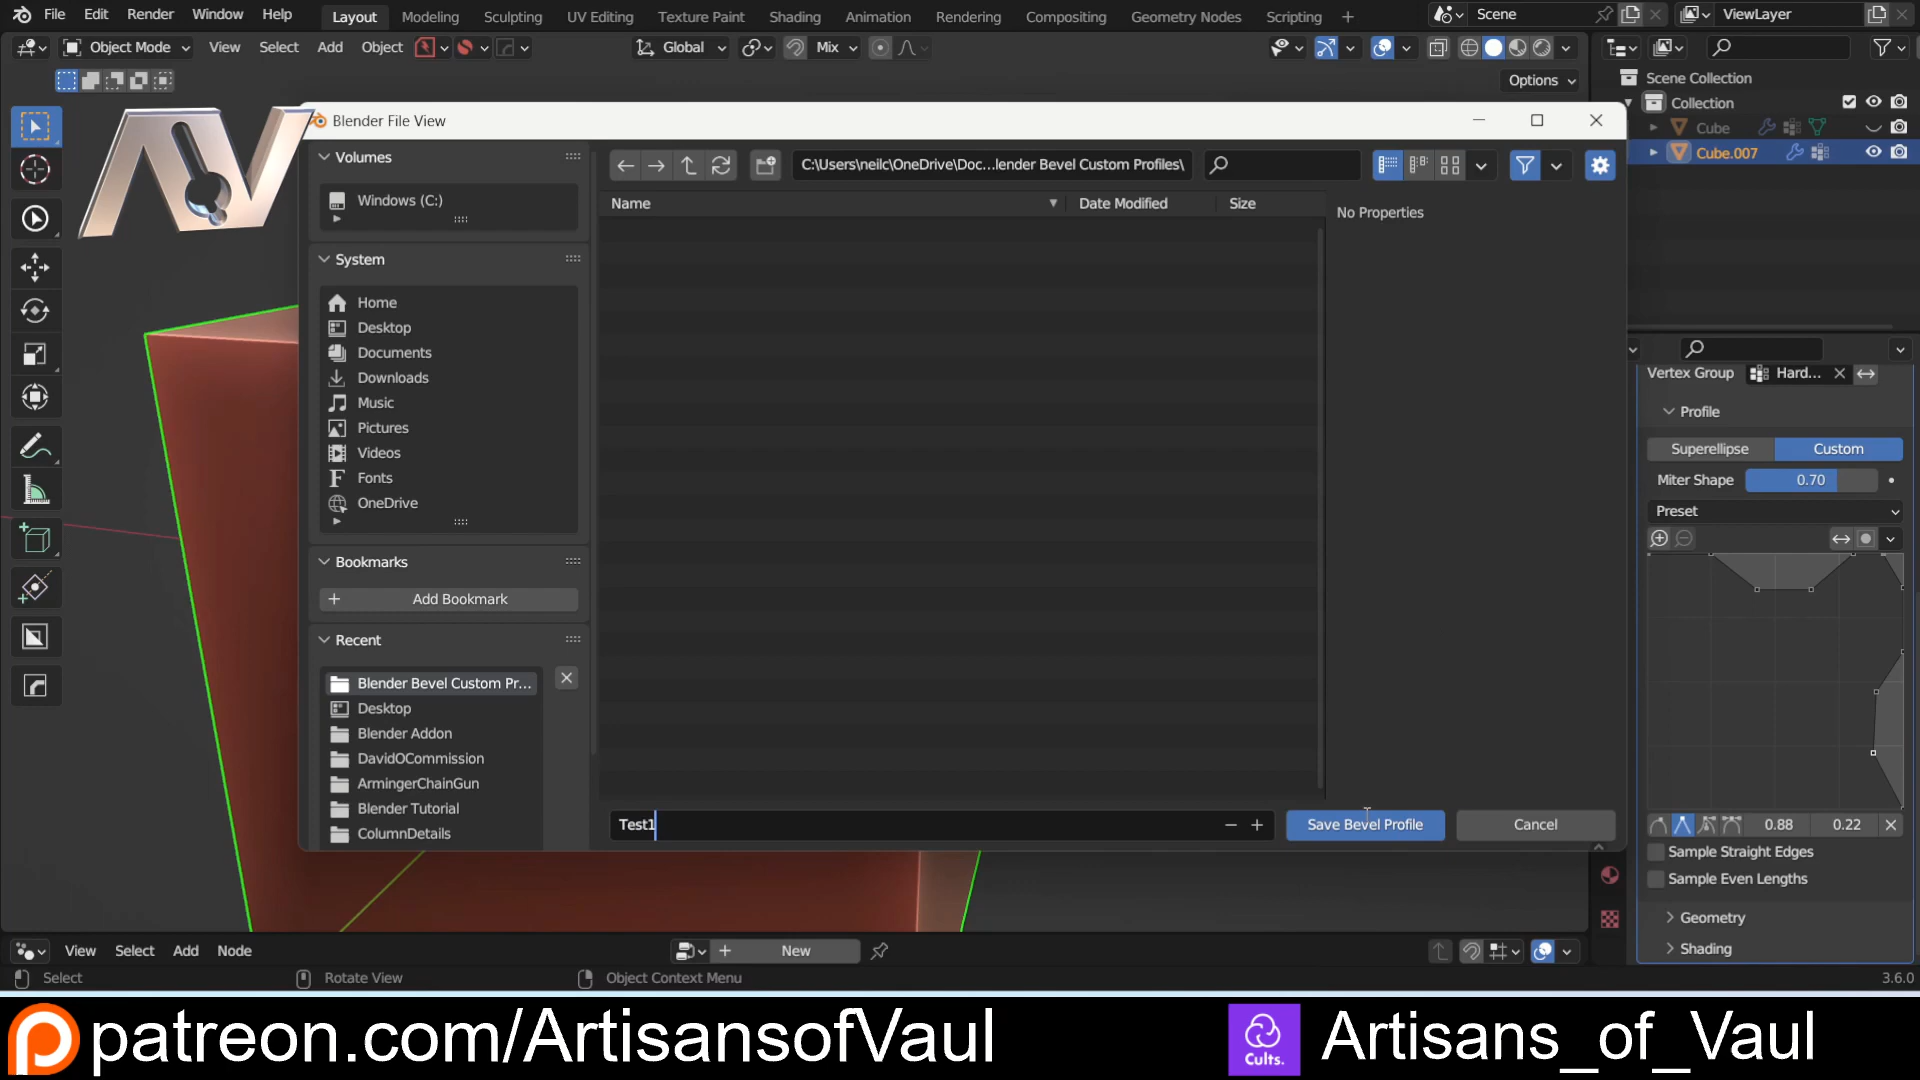 File Edit Render Window Help Layout Modeling Sculpting UV Editing Texture Paint Shading Animation Rendering Compositing Geometry Nodes Scripting + Scene ViewLayer
Object Mode View Select Add Object Global Mix
Options
Scene Collection
Collection
Cube
Cube.007
AV
Blender File View
Volumes
Windows (C:)
System
Home
Desktop
Documents
Downloads
Music
Pictures
Videos
Fonts
OneDrive
Bookmarks
+ Add Bookmark
Recent
Blender Bevel Custom Pr...
Desktop
Blender Addon
DavidOCommission
ArmingerChainGun
Blender Tutorial
ColumnDetails
C:\Users\neilc\OneDrive\Doc...lender Bevel Custom Profiles\
Name Date Modified Size
No Properties
Test1
Save Bevel Profile Cancel
Vertex Group Hard...
Profile
Superellipse Custom
Miter Shape 0.70
Preset
0.88 0.22
Sample Straight Edges
Sample Even Lengths
Geometry
Shading
View Select Add Node + New
Select Rotate View Object Context Menu 3.6.0
patreon.com/ArtisansofVaul
Cults.
Artisans_of_Vaul